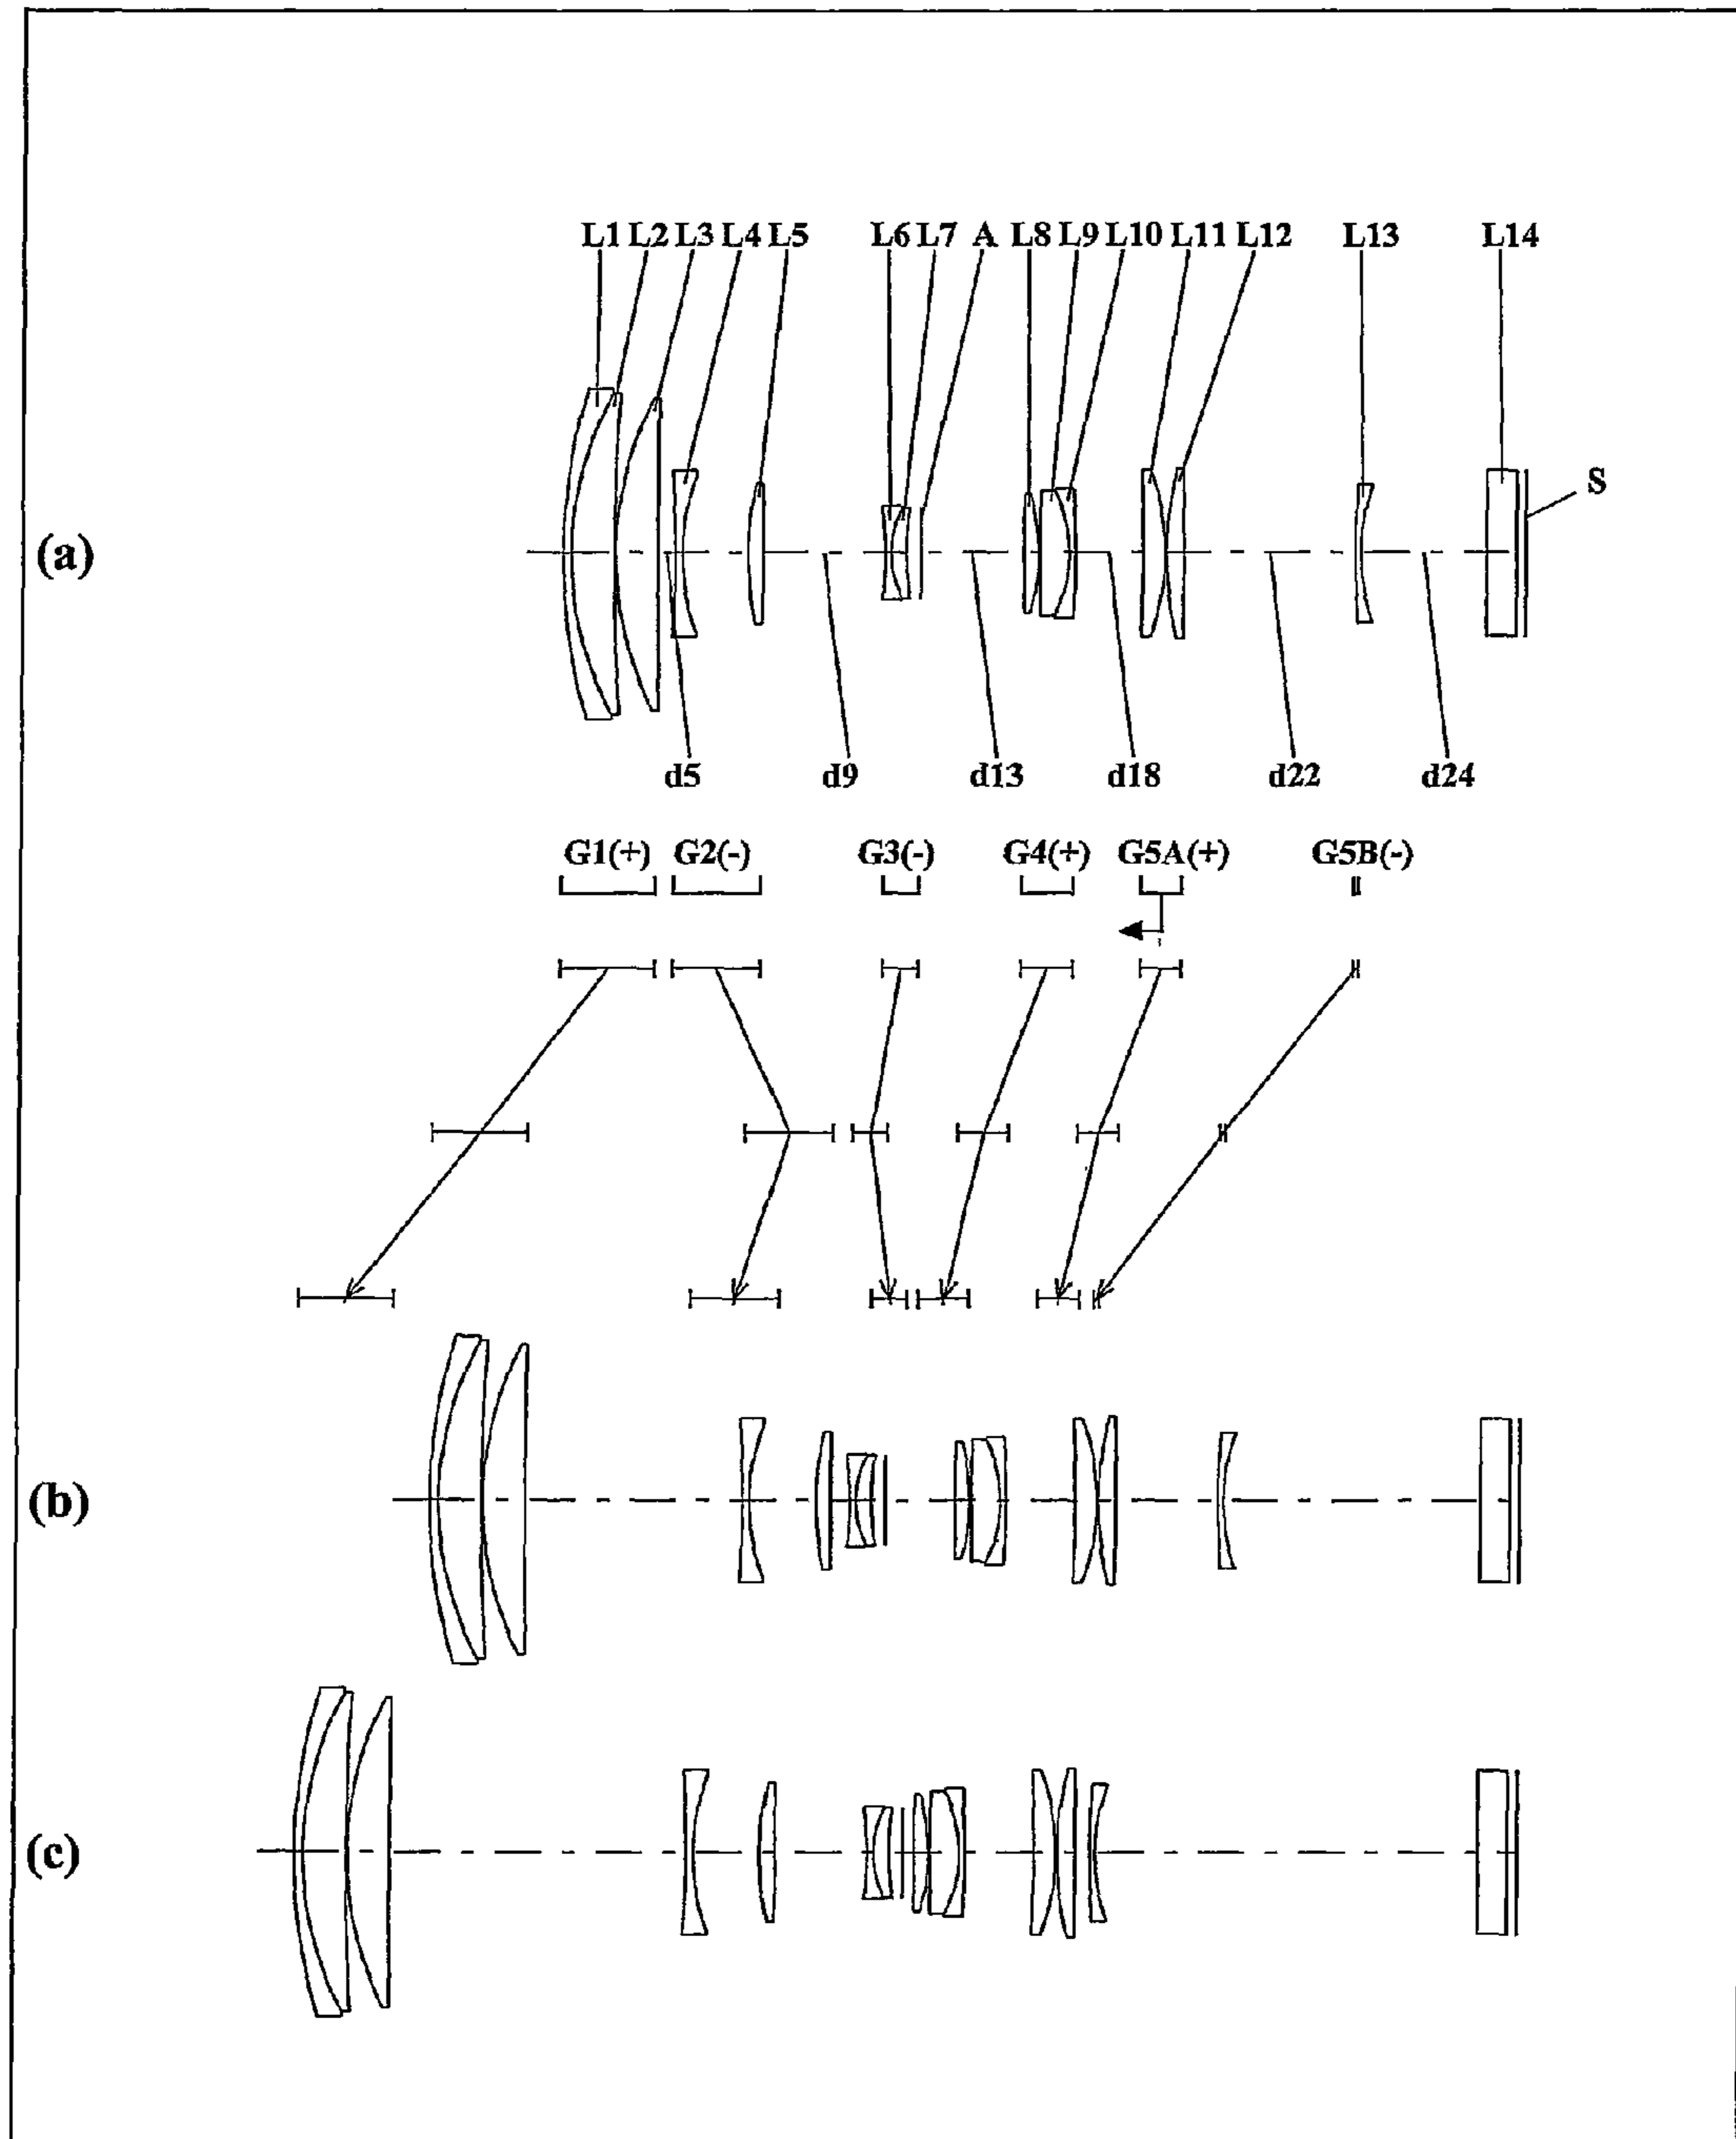 L1 L2 L3 L4 L5 L6 L7 A L8 L9 L10 L11 L12 L13 L14
S
(a)
d5 d9 d13 d18 d22 d24
G1(+) G2(-) G3(-) G4(+) G5A(+) G5B(-)
(b)
(c)